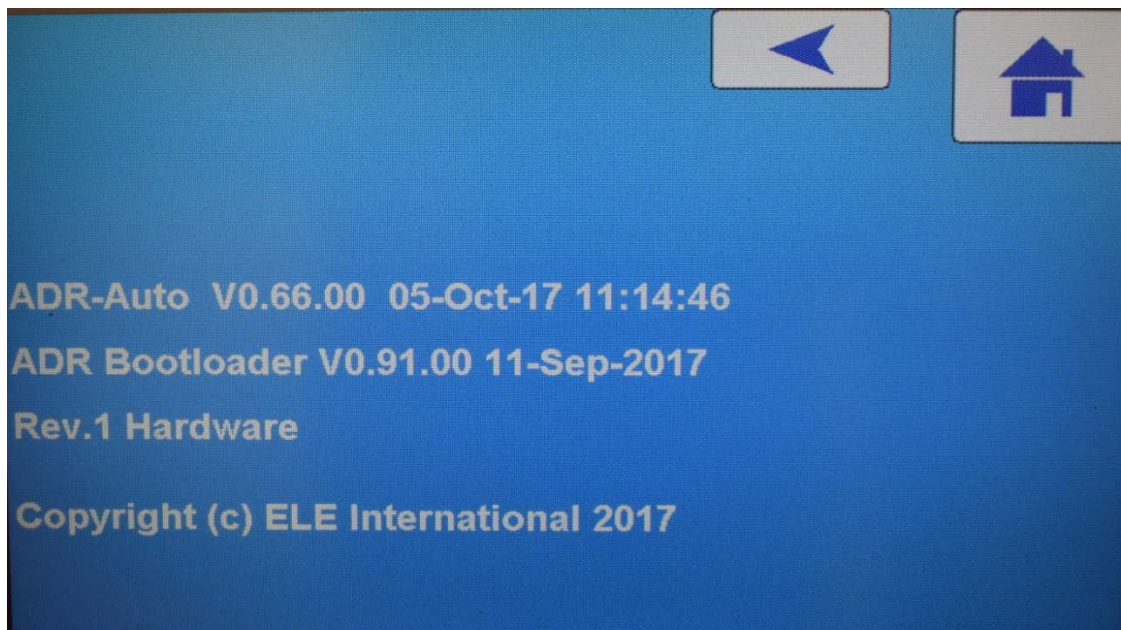 ADR-Auto  V0.66.00  05-Oct-17 11:14:46
ADR Bootloader V0.91.00 11-Sep-2017
Rev.1 Hardware
Copyright (c) ELE International 2017